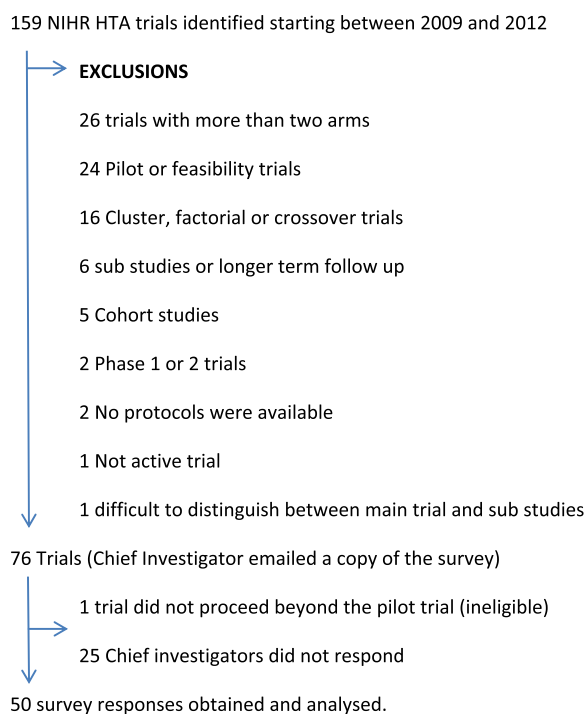 159 NIHR HTA trials identified starting between 2009 and 2012
EXCLUSIONS
26 trials with more than two arms
24 Pilot or feasibility trials
16 Cluster, factorial or crossover trials
6 sub studies or longer term follow up
5 Cohort studies
2 Phase 1 or 2 trials
2 No protocols were available
1 Not active trial
1 difficult to distinguish between main trial and sub studies
76 Trials (Chief Investigator emailed a copy of the survey)
1 trial did not proceed beyond the pilot trial (ineligible)
25 Chief investigators did not respond
50 survey responses obtained and analysed.